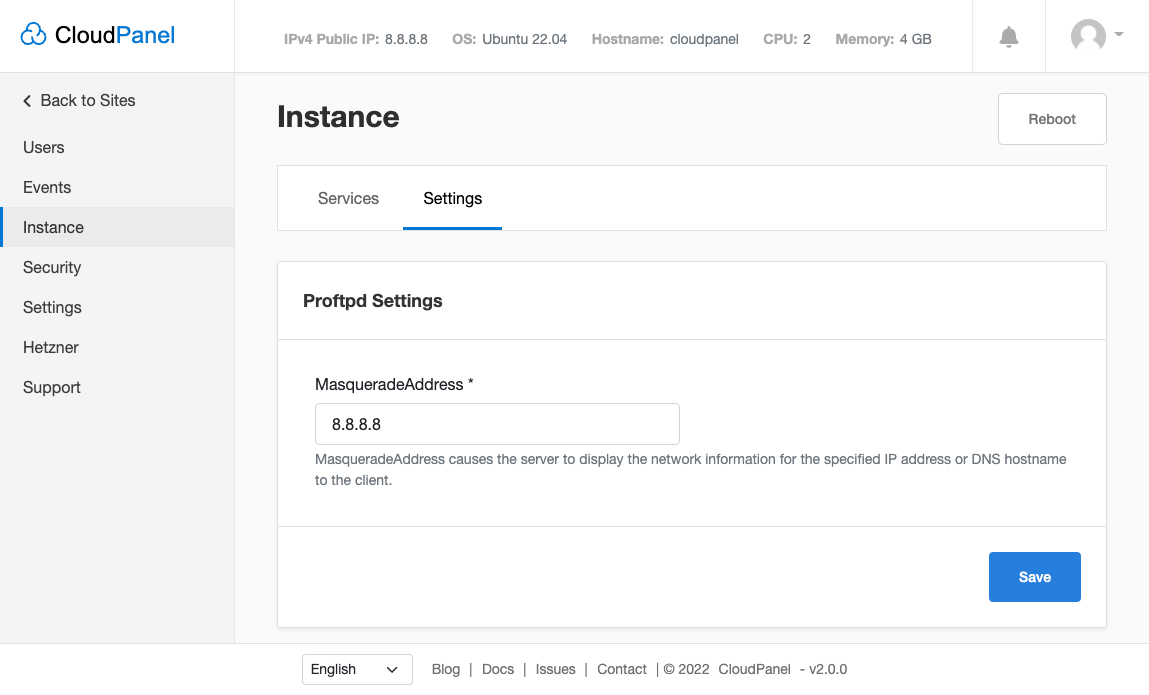 CloudPanel
IPv4 Public IP: 8.8.8.8 OS: Ubuntu 22.04 Hostname: cloudpanel CPU: 2 Memory: 4 GB
Back to Sites
Users
Events
Instance
Security
Settings
Hetzner
Support
Instance
Reboot
Services Settings
Proftpd Settings
MasqueradeAddress *
8.8.8.8
MasqueradeAddress causes the server to display the network information for the specified IP address or DNS hostname
to the client.
Save
English Blog | Docs | Issues | Contact | © 2022 CloudPanel - v2.0.0